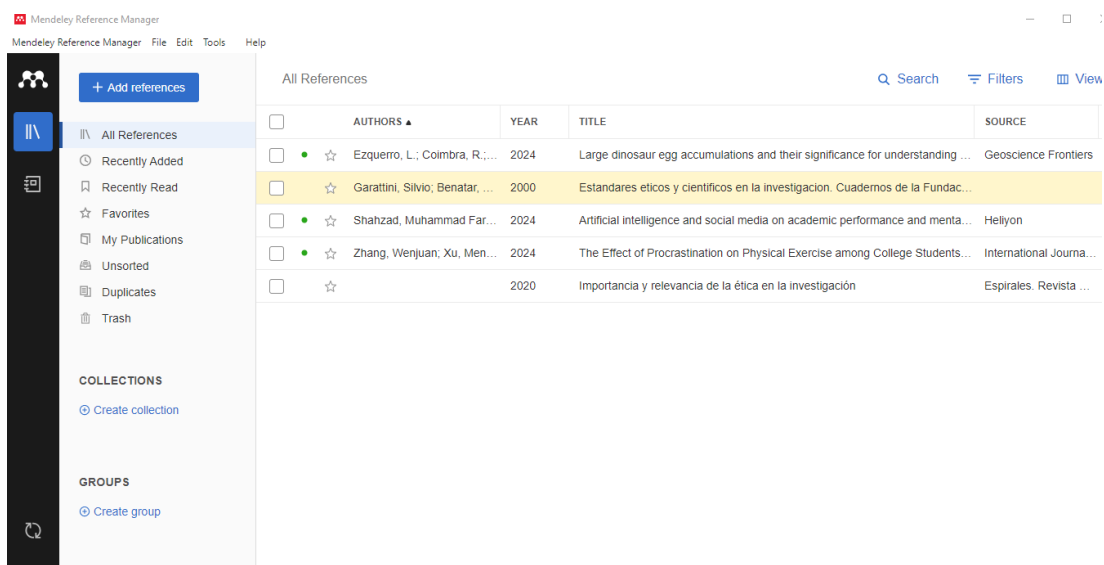 Mendeley Reference Manager
Mendeley Reference Manager File Edit Tools Help
+ Add references
All References
Recently Added
Recently Read
Favorites
My Publications
Unsorted
Duplicates
Trash
COLLECTIONS
Create collection
GROUPS
Create group
All References Search Filters View
AUTHORS YEAR TITLE SOURCE
Ezquerro, L.; Coimbra, R.;... 2024 Large dinosaur egg accumulations and their significance for understanding ... Geoscience Frontiers
Garattini, Silvio; Benatar, ... 2000 Estandares eticos y cientificos en la investigacion. Cuadernos de la Fundac...
Shahzad, Muhammad Far... 2024 Artificial intelligence and social media on academic performance and menta... Heliyon
Zhang, Wenjuan; Xu, Men... 2024 The Effect of Procrastination on Physical Exercise among College Students... International Journa...
2020 Importancia y relevancia de la ética en la investigación Espirales. Revista ...